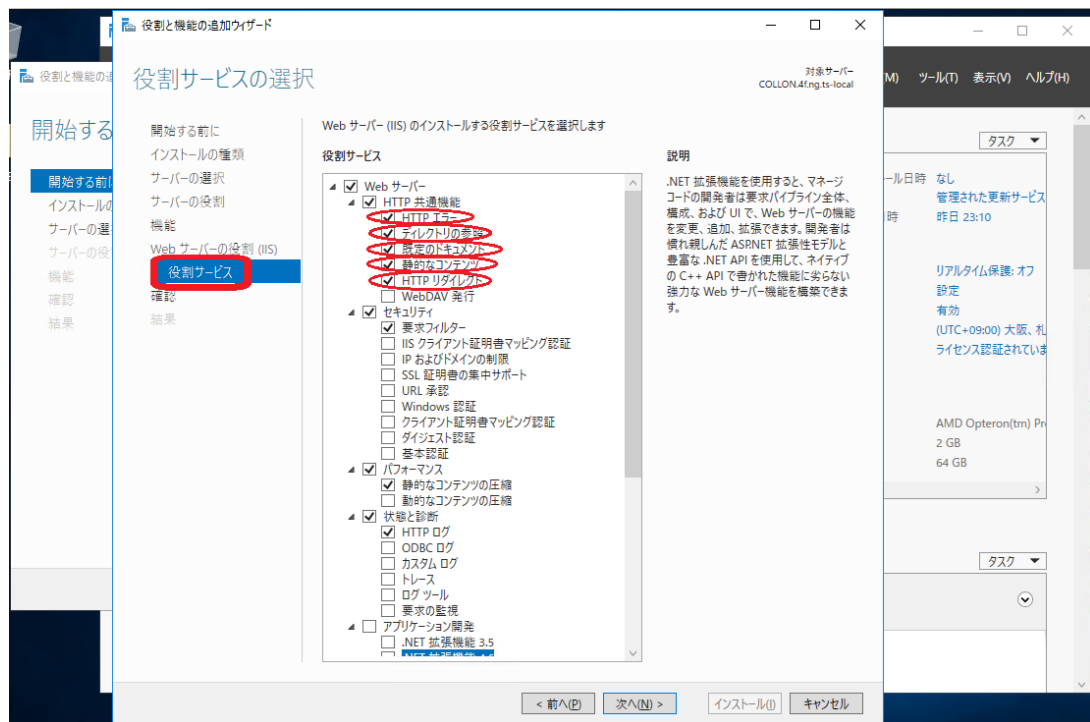 役割と機能の追加ウィザード
役割サービスの選択
対象サーバー
COLLON.4f.ng.ts-local
開始する前に
インストールの種類
サーバーの選択
サーバーの役割
機能
Web サーバーの役割 (IIS)
役割サービス
確認
結果
Web サーバー (IIS) のインストールする役割サービスを選択します
役割サービス
Web サーバー
HTTP 共通機能
HTTP エラー
ディレクトリの参照
既定のドキュメント
静的なコンテンツ
HTTP リダイレクト
WebDAV 発行
セキュリティ
要求フィルター
IIS クライアント証明書マッピング認証
IP およびドメインの制限
SSL 証明書の集中サポート
URL 承認
Windows 認証
クライアント証明書マッピング認証
ダイジェスト認証
基本認証
パフォーマンス
静的なコンテンツの圧縮
動的なコンテンツの圧縮
状態と診断
HTTP ログ
ODBC ログ
カスタム ログ
トレース
ログ ツール
要求の監視
アプリケーション開発
.NET 拡張機能 3.5
説明
.NET 拡張機能を使用すると、マネージ
コードの開発者は要求パイプライン全体、
構成、および UI で、Web サーバーの機能
を変更、追加、拡張できます。開発者は
慣れ親しんだ ASP.NET 拡張性モデルと
豊富な .NET API を使用して、ネイティブ
の C++ API で書かれた機能に劣らない
強力な Web サーバー機能を構築できま
す。
< 前へ(P)
次へ(N) >
インストール(I)
キャンセル
役割と機能の追
開始する
開始する前に
インストールの
サーバーの選
サーバーの役
機能
確認
結果
M)
ツール(T)
表示(V)
ヘルプ(H)
タスク
ール日時
なし
管理された更新サービス
時
昨日 23:10
リアルタイム保護: オフ
設定
有効
(UTC+09:00) 大阪、札
ライセンス認証されていま
AMD Opteron(tm) Pr
2 GB
64 GB
タスク